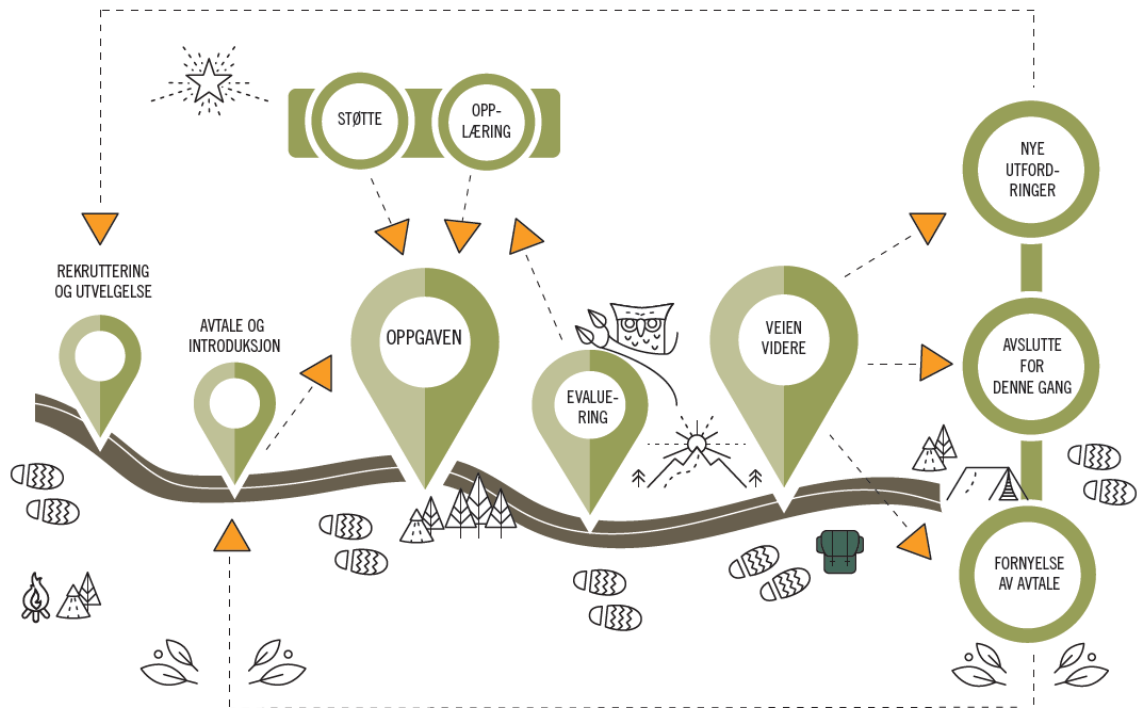 STØTTE
OPP-
LÆRING
NYE
UTFORD-
RINGER
REKRUTTERING
OG UTVELGELSE
AVTALE OG
INTRODUKSJON
OPPGAVEN
EVALUE-
RING
VEIEN
VIDERE
AVSLUTTE
FOR
DENNE GANG
FORNYELSE
AV AVTALE